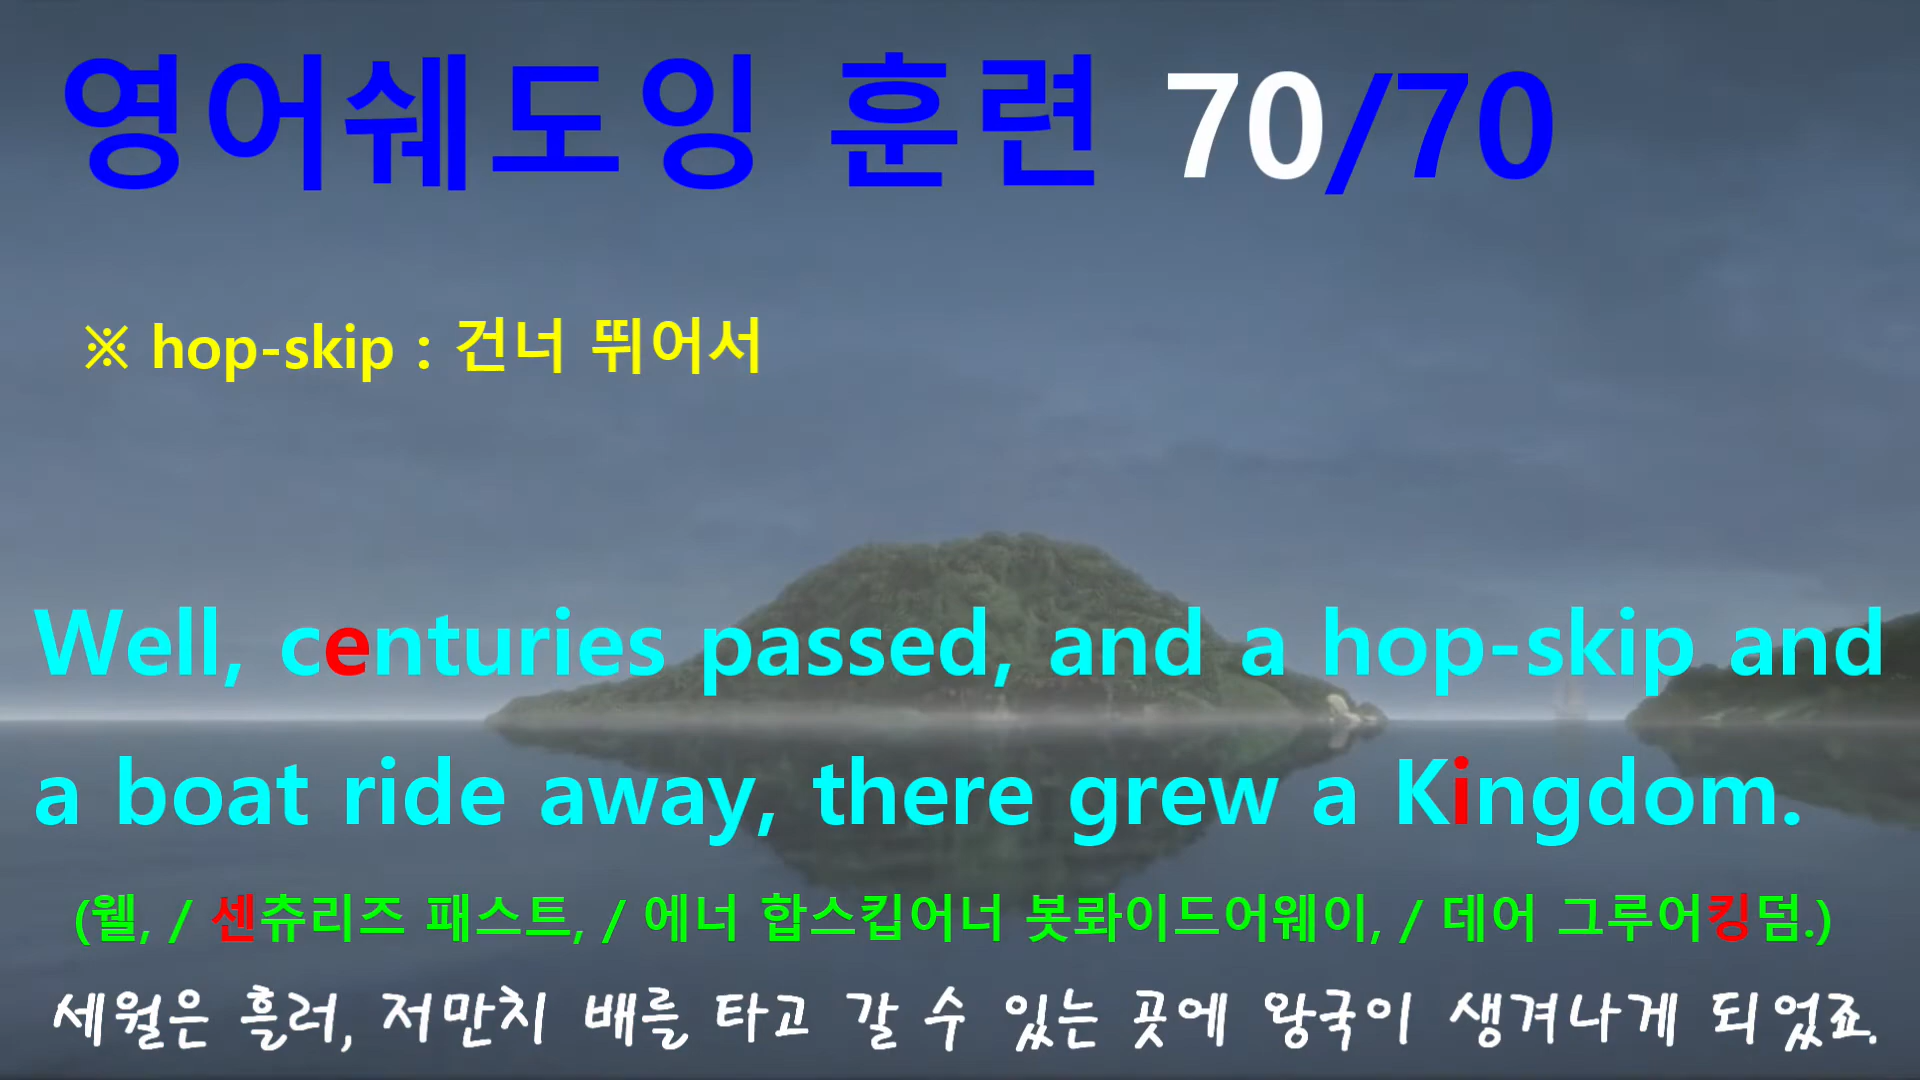 영어쉐도잉 훈련 70/70
※ hop-skip : 건너 뛰어서
Well, centuries passed, and a hop-skip and
a boat ride away, there grew a Kingdom.
(웰, / 센츄리즈 패스트, / 에너 합스킵어너 봇롸이드어웨이, / 데어 그루어킹덤.)
세월은 흘러, 저만치 배를 타고 갈 수 있는 곳에 왕국이 생겨나게 되었죠.